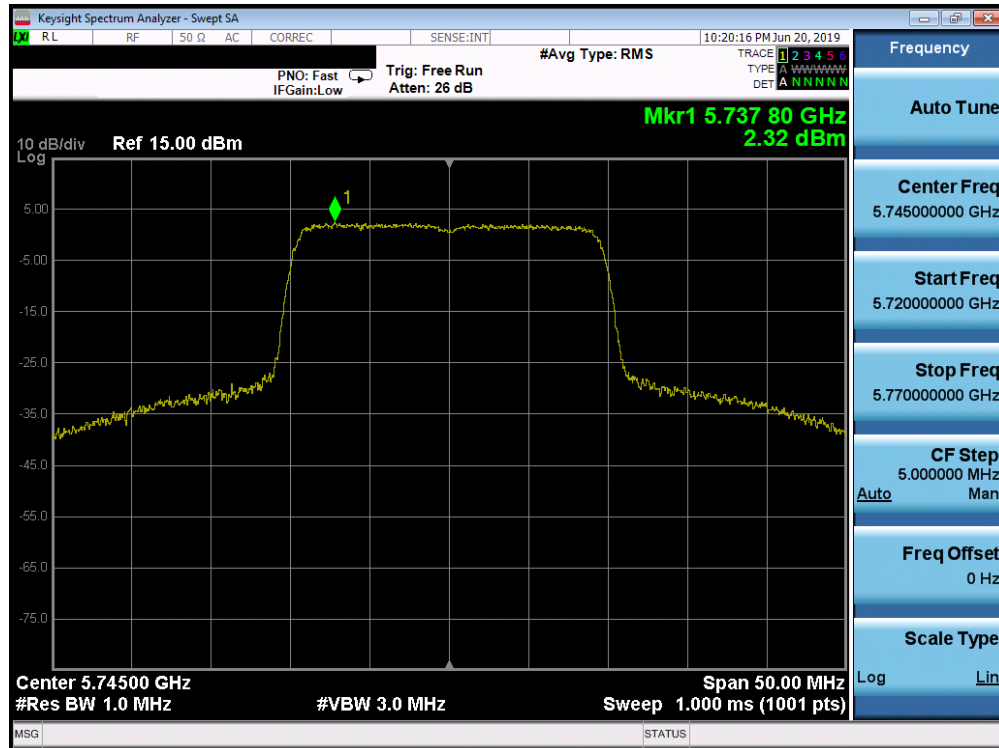 Keysight Spectrum Analyzer - Swept SA
LXI RL RF 50 Ω AC CORREC SENSE:INT 10:20:16 PM Jun 20, 2019
#Avg Type: RMS
TRACE 1 2 3 4 5 6
TYPE A WWWWW
DET A N N N N N
PNO: Fast
IFGain:Low
Trig: Free Run
Atten: 26 dB
Mkr1 5.737 80 GHz
2.32 dBm
10 dB/div Ref 15.00 dBm
Log
1
5.00
-5.00
-15.0
-25.0
-35.0
-45.0
-55.0
-65.0
-75.0
Center 5.74500 GHz Span 50.00 MHz
#Res BW 1.0 MHz #VBW 3.0 MHz Sweep 1.000 ms (1001 pts)
MSG STATUS
Frequency
Auto Tune
Center Freq
5.745000000 GHz
Start Freq
5.720000000 GHz
Stop Freq
5.770000000 GHz
CF Step
5.000000 MHz
Auto Man
Freq Offset
0 Hz
Scale Type
Log Lin